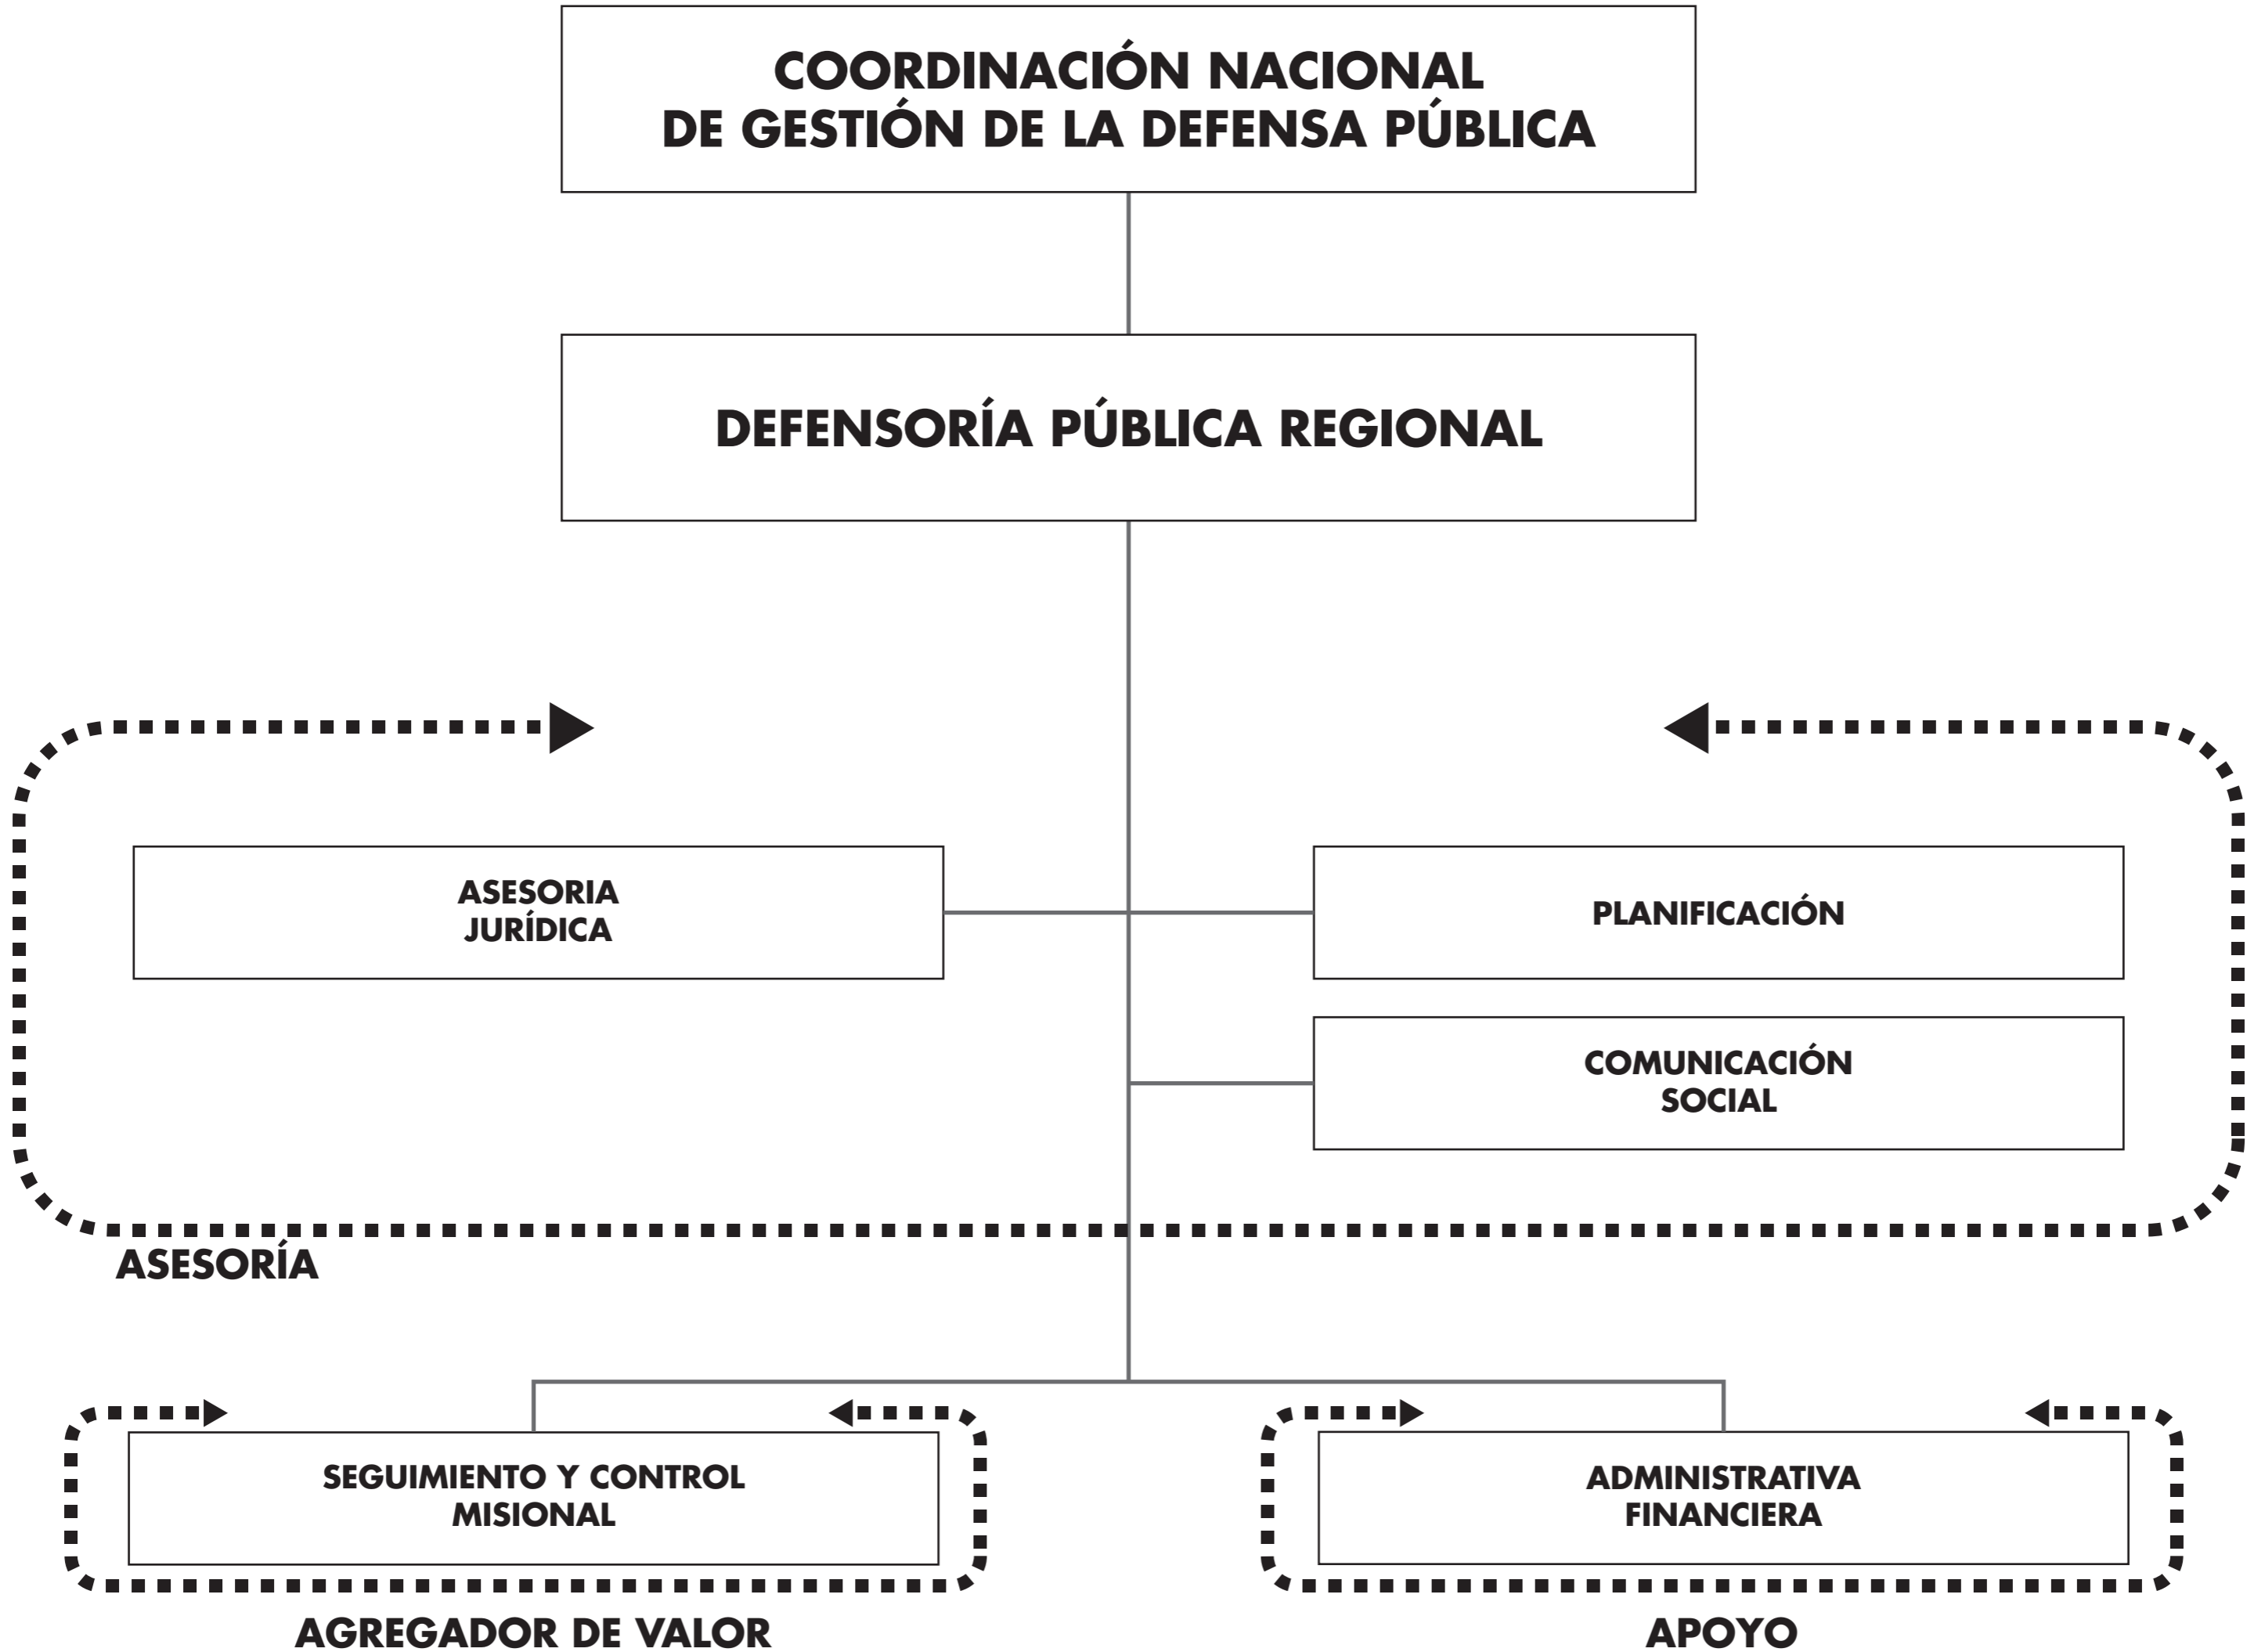 COORDINACIÓN NACIONAL
DE GESTIÓN DE LA DEFENSA PÚBLICA
DEFENSORÍA PÚBLICA REGIONAL
ASESORIA
JURÍDICA
PLANIFICACIÓN
COMUNICACIÓN
SOCIAL
ASESORÍA
SEGUIMIENTO Y CONTROL
MISIONAL
ADMINISTRATIVA
FINANCIERA
AGREGADOR DE VALOR
APOYO